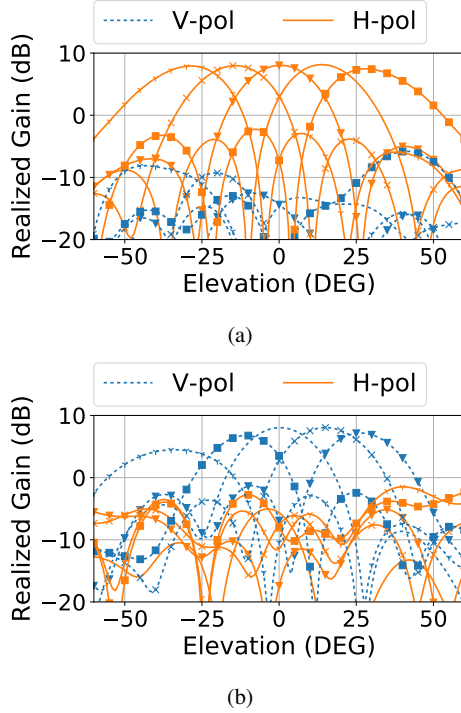 V-pol H-pol
10
0
−10
−20
Realized Gain (dB)
−50 −25 0 25 50
Elevation (DEG)
(a)
V-pol H-pol
10
0
−10
−20
Realized Gain (dB)
−50 −25 0 25 50
Elevation (DEG)
(b)